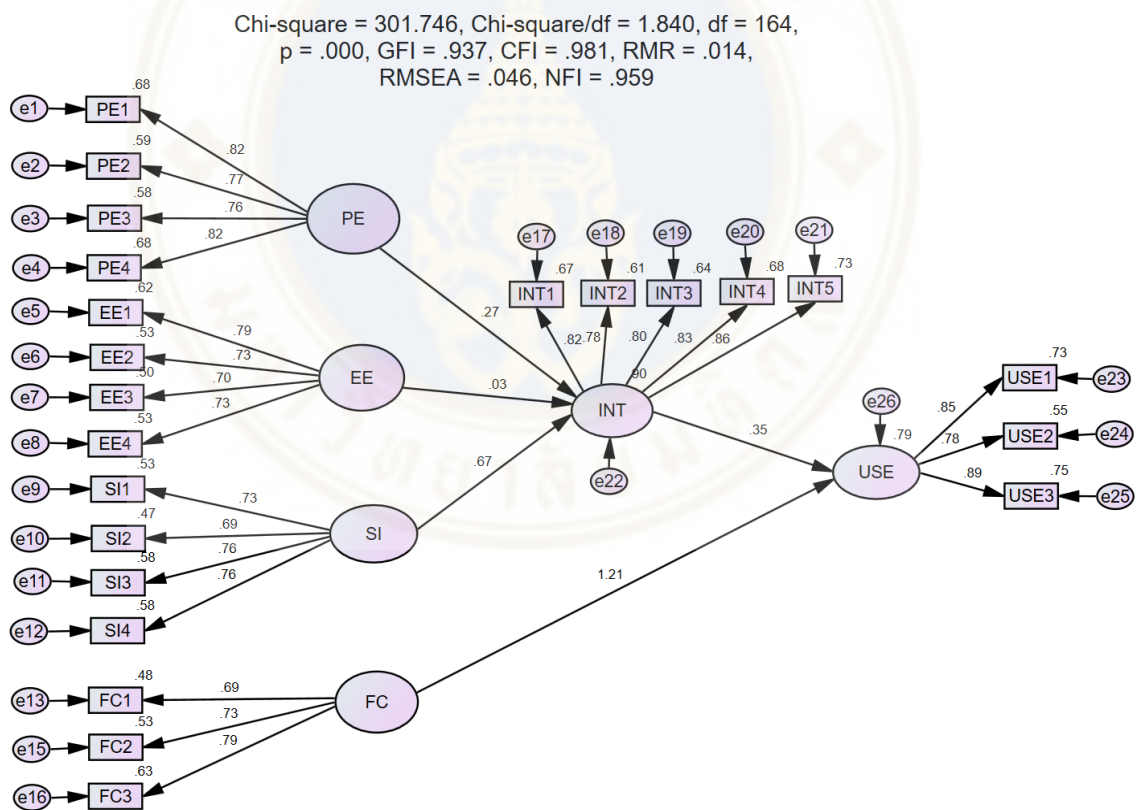 Chi-square = 301.746, Chi-square/df = 1.840, df = 164,
p = .000, GFI = .937, CFI = .981, RMR = .014,
RMSEA = .046, NFI = .959
.68
e1 PE1
.82
.59
e2 PE2
.77
.58
e3 PE3
.76
.68
e4 PE4
.82
PE
.27
.62
e5 EE1
.79
.53
e6 EE2
.73
.50
e7 EE3
.70
.53
e8 EE4
.73
EE
.03
.53
e9 SI1
.73
.47
e10 SI2
.69
.58
e11 SI3
.76
.58
e12 SI4
.76
SI
.67
.48
e13 FC1
.69
.53
e15 FC2
.73
.63
e16 FC3
.79
FC
1.21
e17 e18 e19 e20 e21
.67 .61 .64 .68 .73
INT1 INT2 INT3 INT4 INT5
.82 .78 .80 .83 .86
.90
INT
e22
.35
e26
.79
USE
.73
USE1 e23
.85
.55
USE2 e24
.78
.75
USE3 e25
.89